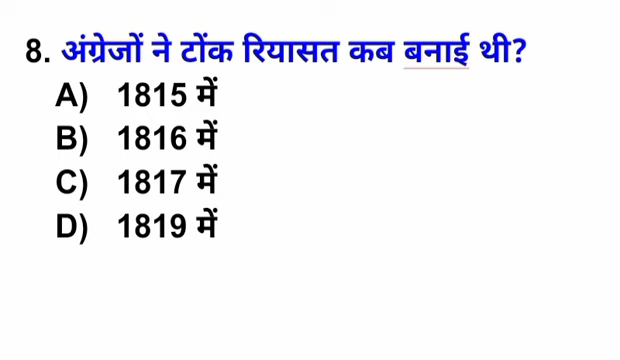 8. अंग्रेजों ने टोंक रियासत कब बनाई थी?
A) 1815 में
B) 1816 में
C) 1817 में
D) 1819 में